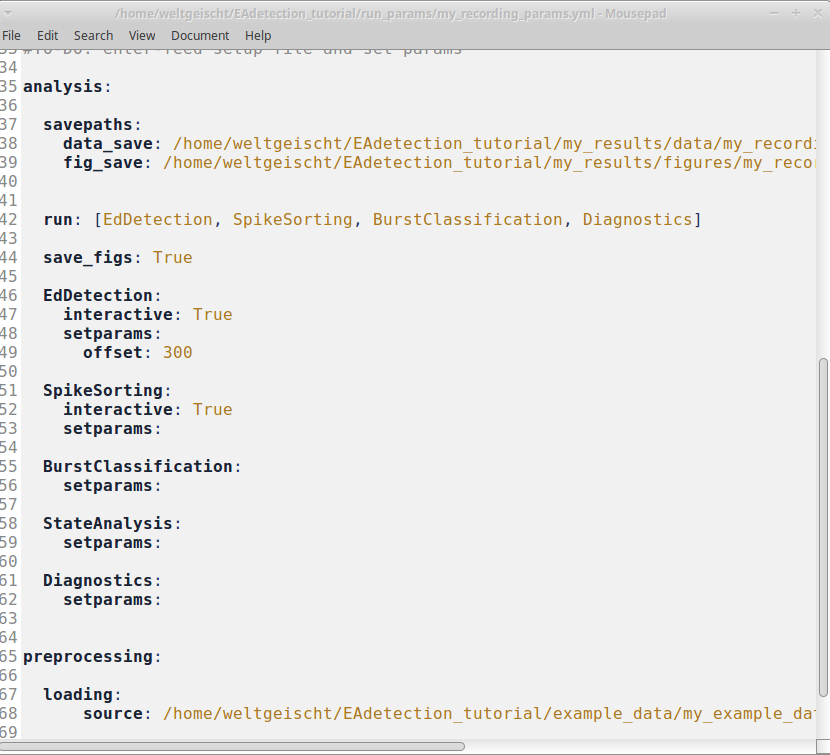 /home/weltgeischt/EAdetection_tutorial/run_params/my_recording_params.yml - Mousepad
File Edit Search View Document Help
33 #To Do: enter-feed setup file and set params
34
35 analysis:
36
37 savepaths:
38 data_save: /home/weltgeischt/EAdetection_tutorial/my_results/data/my_recordi
39 fig_save: /home/weltgeischt/EAdetection_tutorial/my_results/figures/my_recor
40
41
42 run: [EdDetection, SpikeSorting, BurstClassification, Diagnostics]
43
44 save_figs: True
45
46 EdDetection:
47 interactive: True
48 setparams:
49 offset: 300
50
51 SpikeSorting:
52 interactive: True
53 setparams:
54
55 BurstClassification:
56 setparams:
57
58 StateAnalysis:
59 setparams:
60
61 Diagnostics:
62 setparams:
63
64
65 preprocessing:
66
67 loading:
68 source: /home/weltgeischt/EAdetection_tutorial/example_data/my_example_dat
69